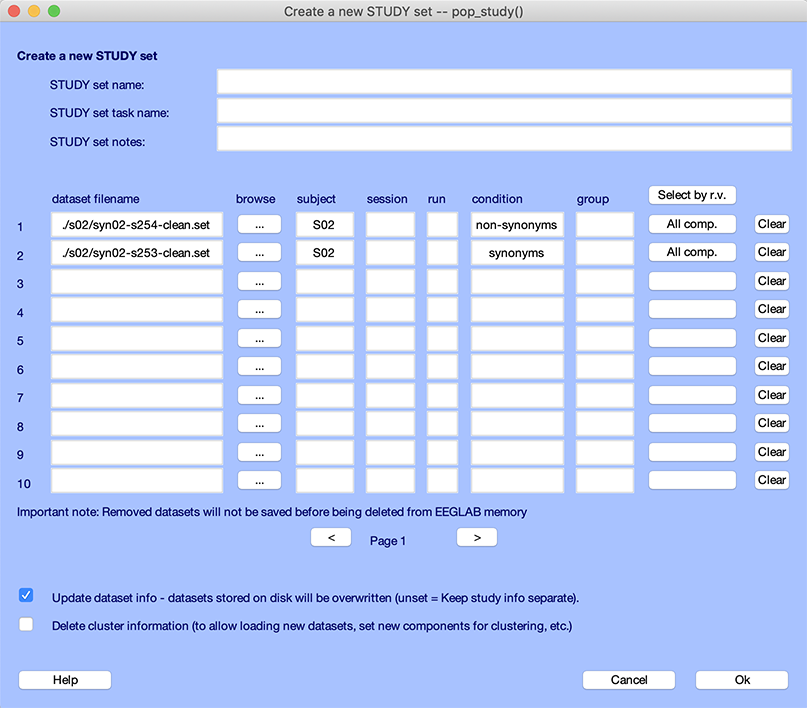 Create a new STUDY set -- pop_study()
Create a new STUDY set
STUDY set name:
STUDY set task name:
STUDY set notes:
Select by r.v.
dataset filename browse subject session run condition group
1 ./s02/syn02-s254-clean.set ... S02 non-synonyms All comp. Clear
2 ./s02/syn02-s253-clean.set ... S02 synonyms All comp. Clear
3 ... Clear
4 ... Clear
5 ... Clear
6 ... Clear
7 ... Clear
8 ... Clear
9 ... Clear
10 ... Clear
Important note: Removed datasets will not be saved before being deleted from EEGLAB memory
< Page 1 >
Update dataset info - datasets stored on disk will be overwritten (unset = Keep study info separate).
Delete cluster information (to allow loading new datasets, set new components for clustering, etc.)
Help Cancel Ok